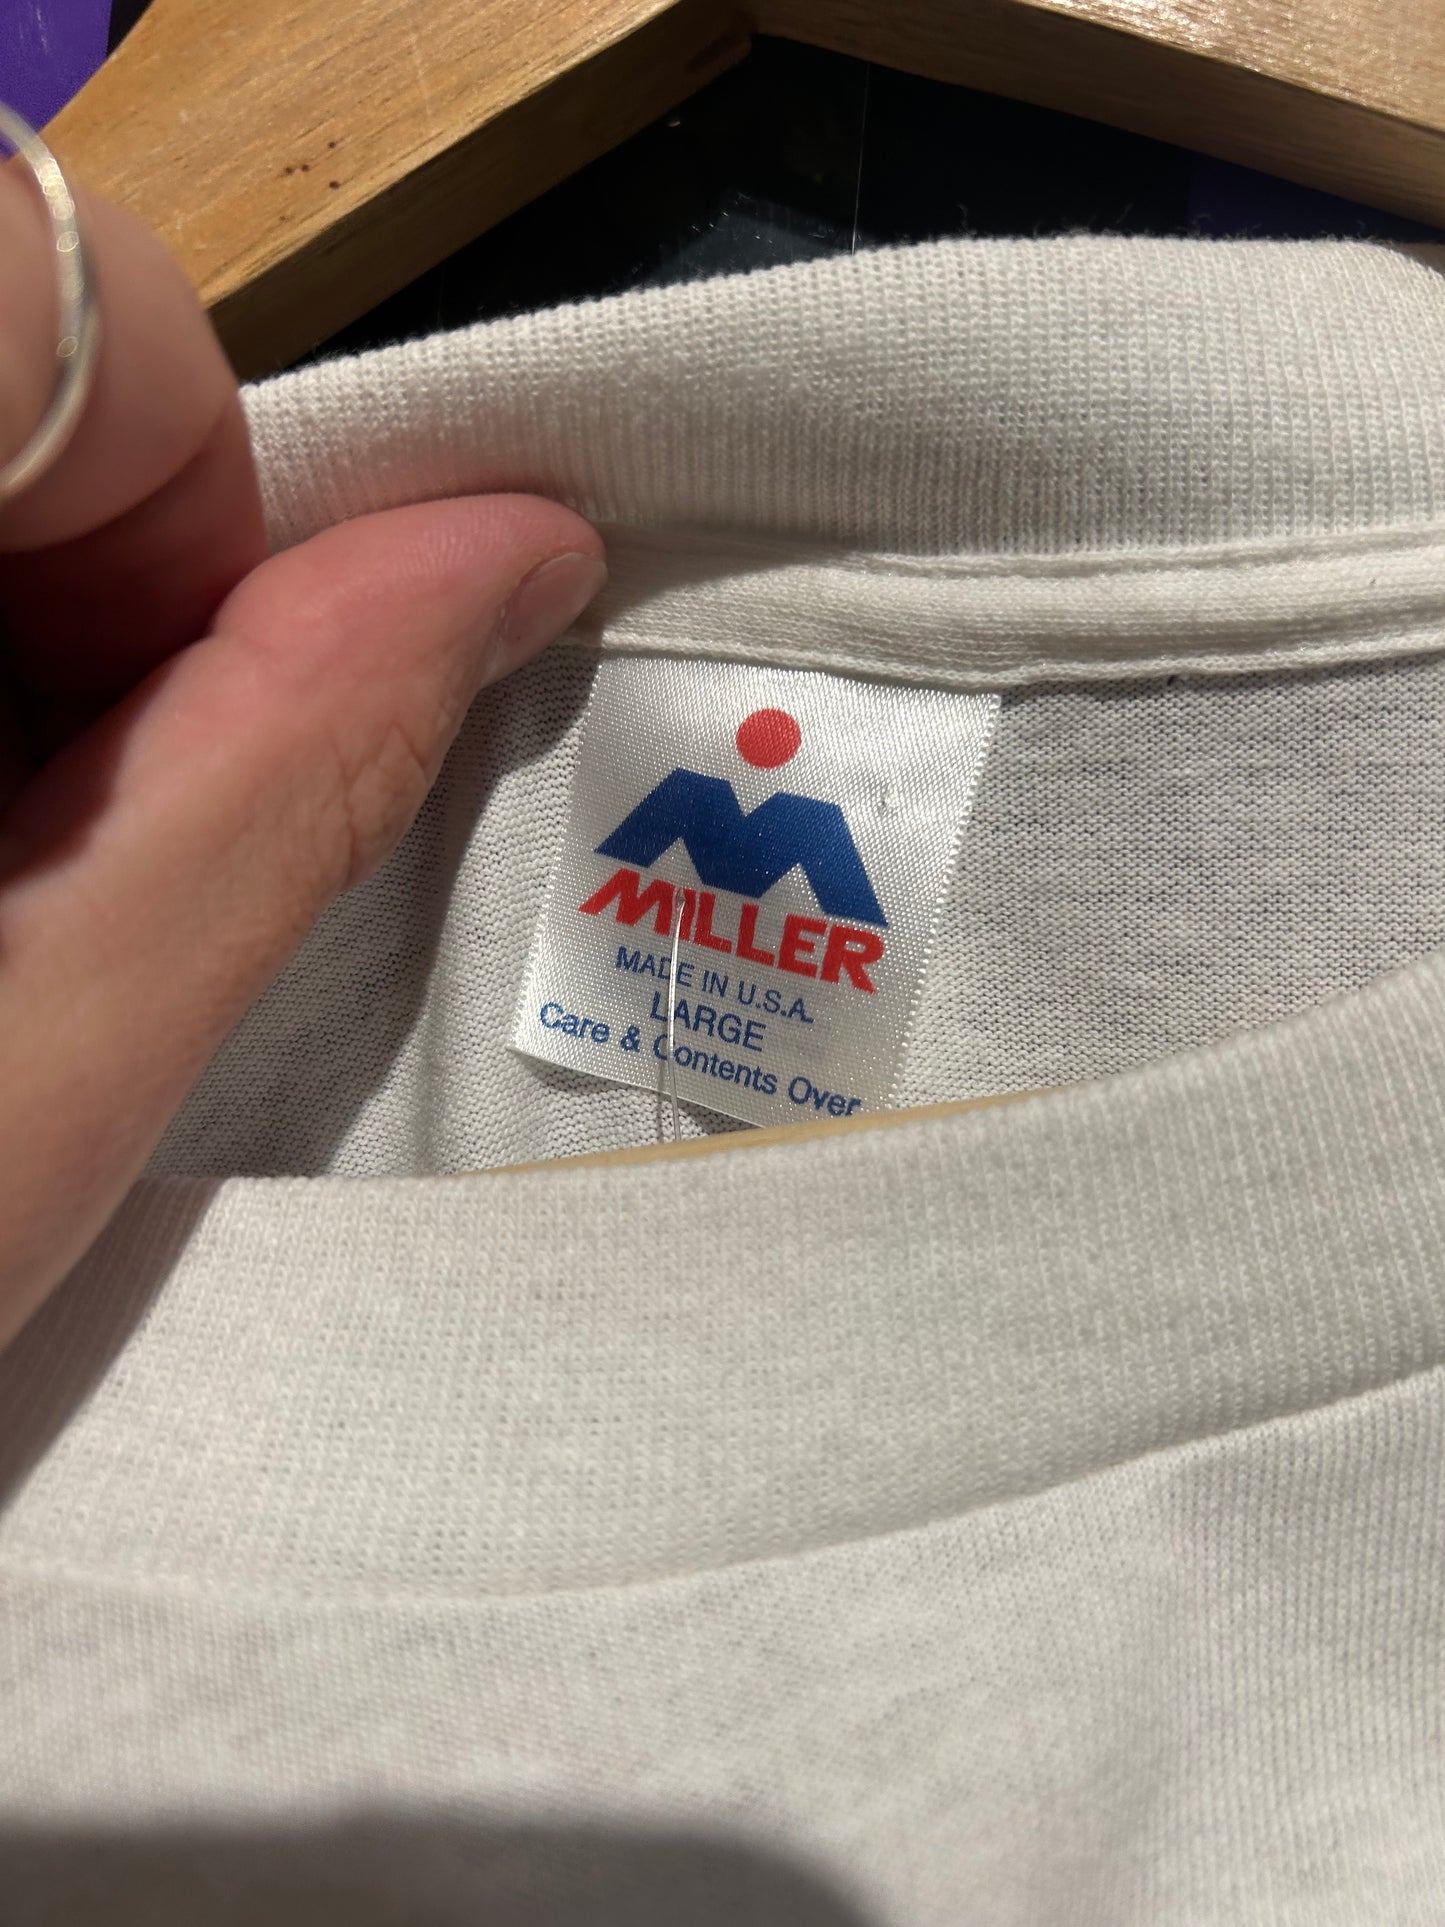 MILLER
MADE IN U.S.A.
LARGE
Care & Contents Over